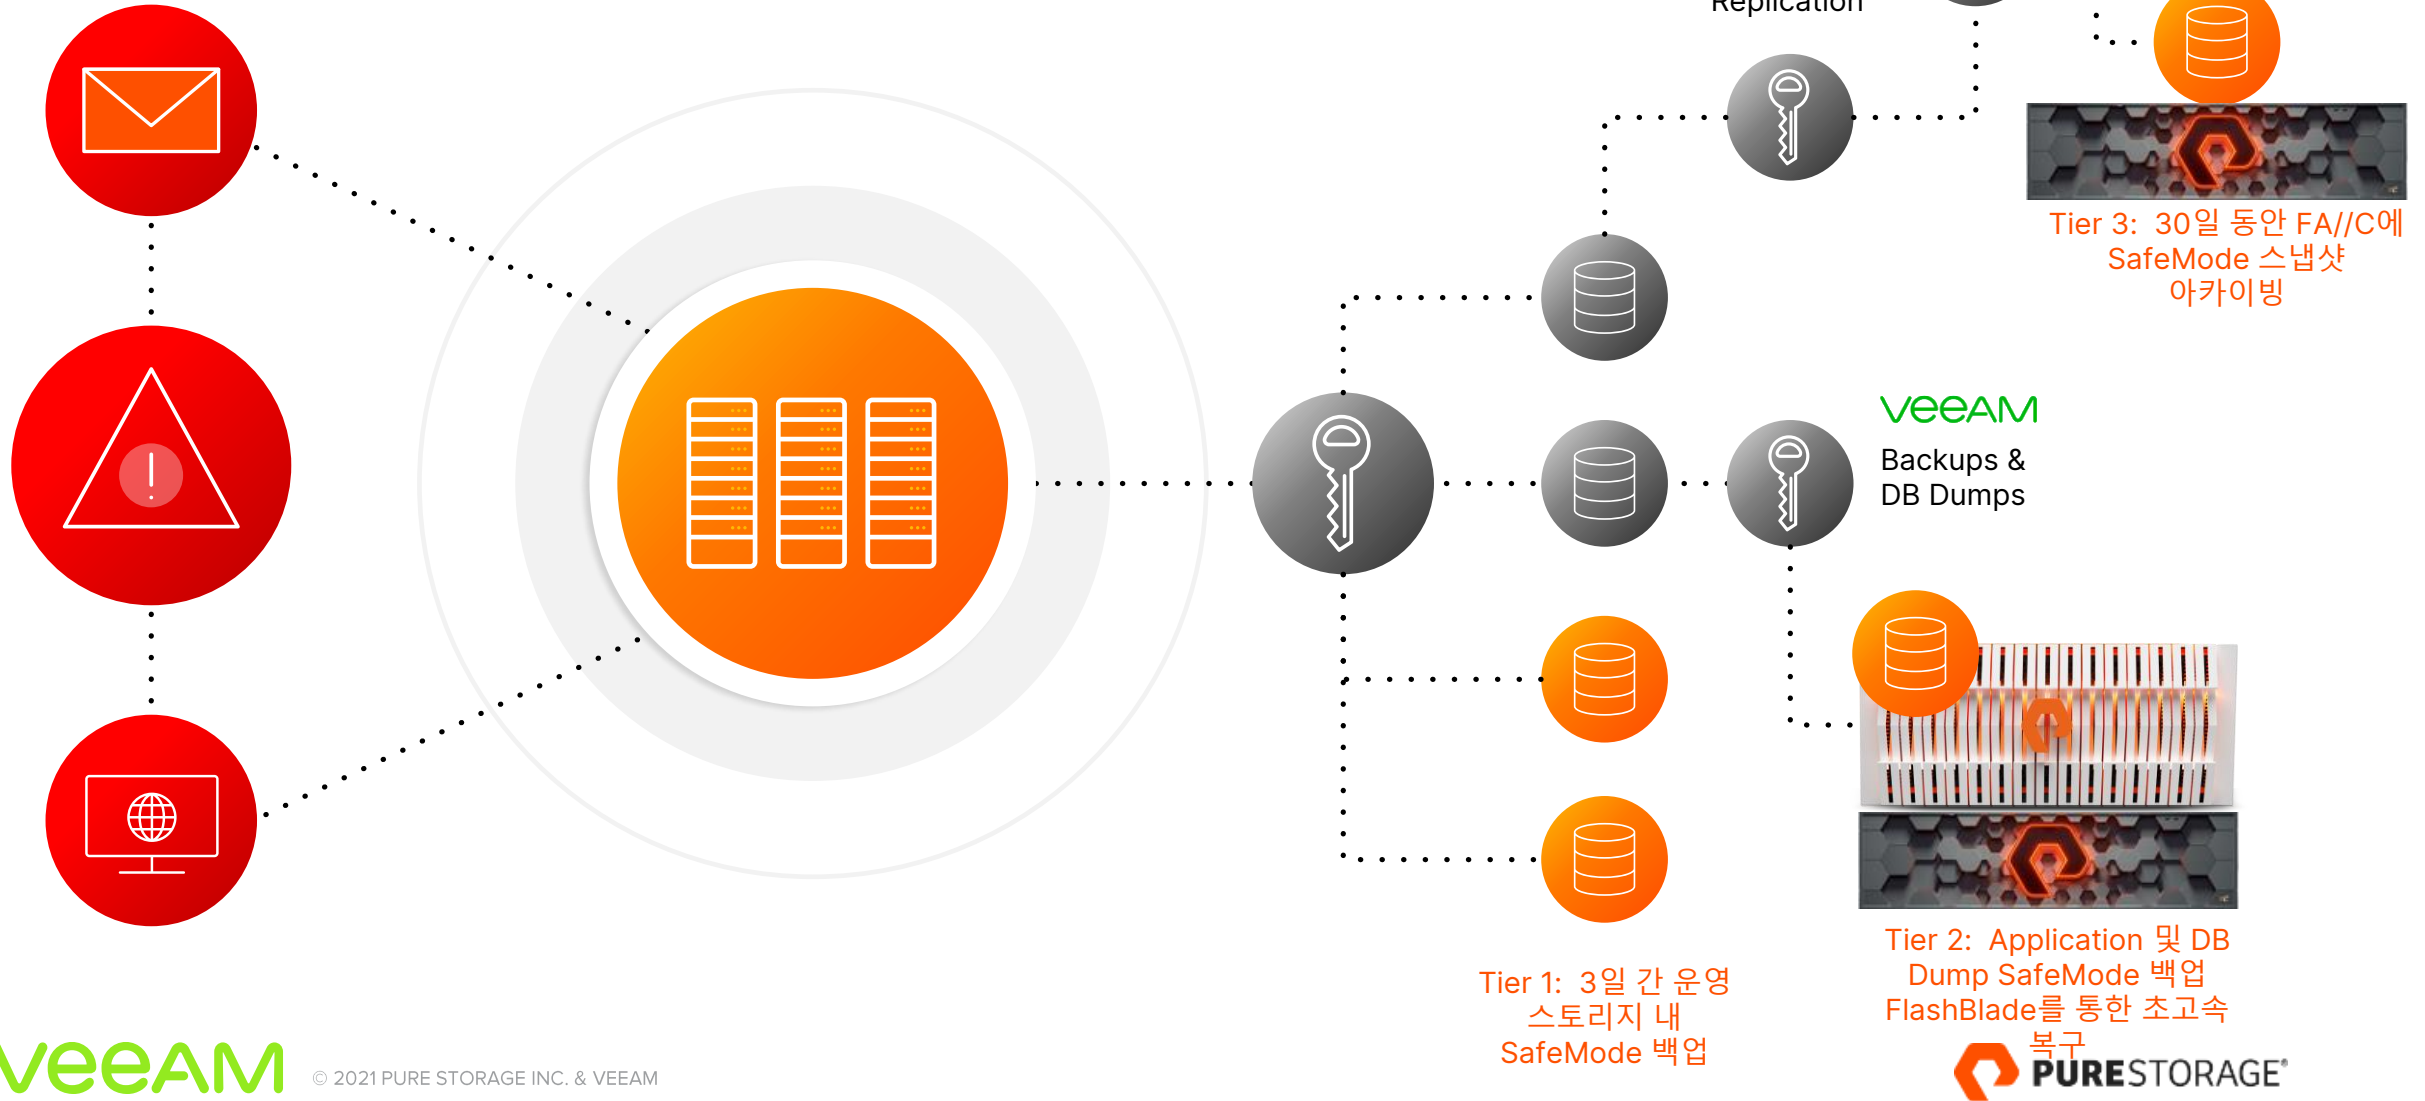 Replication
Tier 3:  30일 동안 FA//C에
SafeMode 스냅샷
아카이빙
veeAM
Backups &
DB Dumps
Tier 2:  Application 및 DB
Dump SafeMode 백업
FlashBlade를 통한 초고속
복구
Tier 1:  3일 간 운영
스토리지 내
SafeMode 백업
veeAM
© 2021 PURE STORAGE INC. & VEEAM
PURESTORAGE®